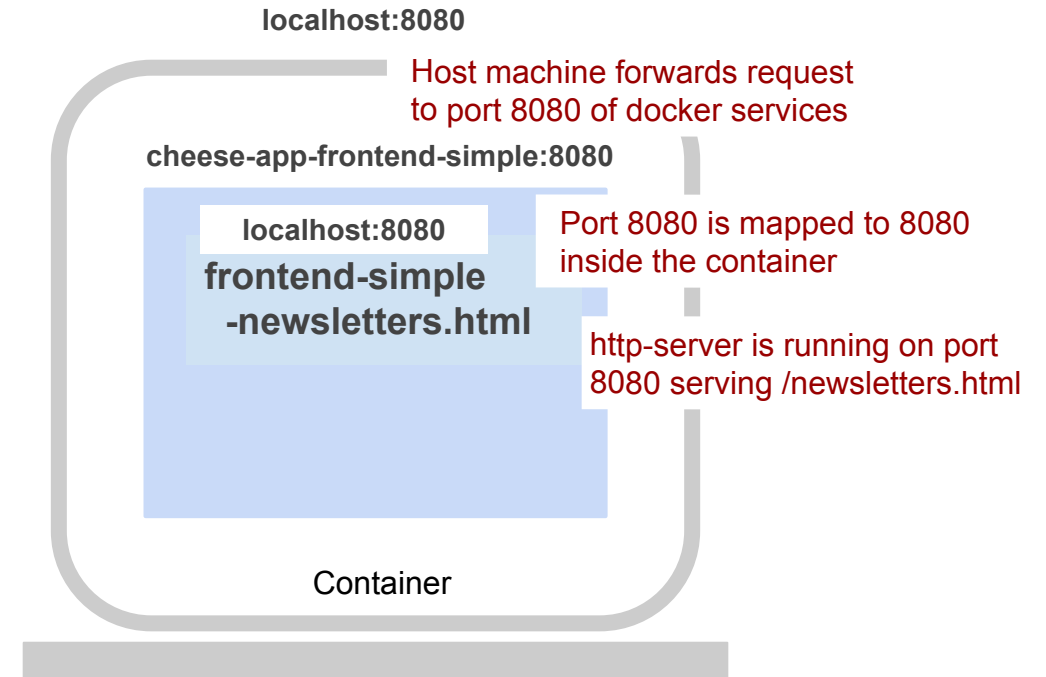 localhost:8080
Host machine forwards request
to port 8080 of docker services
cheese-app-frontend-simple:8080
localhost:8080
Port 8080 is mapped to 8080
inside the container
frontend-simple
-newsletters.html
http-server is running on port
8080 serving /newsletters.html
Container